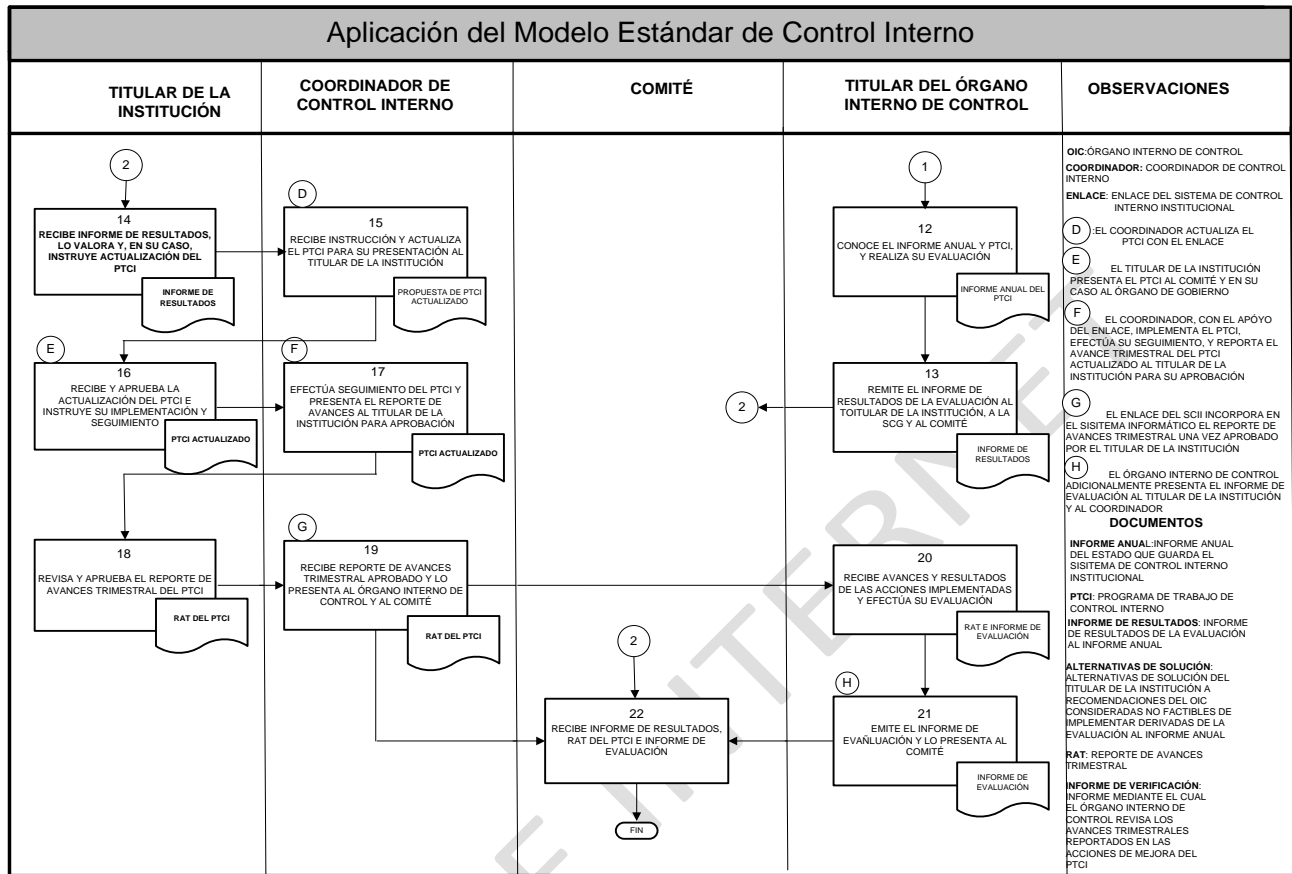 Aplicación del Modelo Estándar de Control Interno
TITULAR DE LA
INSTITUCIÓN
COORDINADOR DE
CONTROL INTERNO
COMITÉ
TITULAR DEL ÓRGANO
INTERNO DE CONTROL
OBSERVACIONES
2
14
RECIBE INFORME DE RESULTADOS,
LO VALORA Y, EN SU CASO,
INSTRUYE ACTUALIZACIÓN DEL
PTCI
INFORME DE
RESULTADOS
D
15
RECIBE INSTRUCCIÓN Y ACTUALIZA
EL PTCI PARA SU PRESENTACIÓN AL
TITULAR DE LA INSTITUCIÓN
PROPUESTA DE PTCI
ACTUALIZADO
1
12
CONOCE EL INFORME ANUAL Y PTCI,
Y REALIZA SU EVALUACIÓN
INFORME ANUAL DEL
PTCI
E
16
RECIBE Y APRUEBA LA
ACTUALIZACIÓN DEL PTCI E
INSTRUYE SU IMPLEMENTACIÓN Y
SEGUIMIENTO
PTCI ACTUALIZADO
F
17
EFECTÚA SEGUIMIENTO DEL PTCI Y
PRESENTA EL REPORTE DE
AVANCES AL TITULAR DE LA
INSTITUCIÓN PARA APROBACIÓN
PTCI ACTUALIZADO
2
13
REMITE EL INFORME DE
RESULTADOS DE LA EVALUACIÓN AL
TOITULAR DE LA INSTITUCIÓN, A LA
SCG Y AL COMITÉ
INFORME DE
RESULTADOS
18
REVISA Y APRUEBA EL REPORTE DE
AVANCES TRIMESTRAL DEL PTCI
RAT DEL PTCI
G
19
RECIBE REPORTE DE AVANCES
TRIMESTRAL APROBADO Y LO
PRESENTA AL ÓRGANO INTERNO DE
CONTROL Y AL COMITÉ
RAT DEL PTCI
20
RECIBE AVANCES Y RESULTADOS
DE LAS ACCIONES IMPLEMENTADAS
Y EFECTÚA SU EVALUACIÓN
RAT E INFORME DE
EVALUACIÓN
2
22
RECIBE INFORME DE RESULTADOS,
RAT DEL PTCI E INFORME DE
EVALUACIÓN
FIN
H
21
EMITE EL INFORME DE
EVAÑLUACIÓN Y LO PRESENTA AL
COMITÉ
INFORME DE
EVALUACIÓN
OIC:ÓRGANO INTERNO DE CONTROL
COORDINADOR: COORDINADOR DE CONTROL
INTERNO
ENLACE: ENLACE DEL SISTEMA DE CONTROL
INTERNO INSTITUCIONAL
D :EL COORDINADOR ACTUALIZA EL
PTCI CON EL ENLACE
E
EL TITULAR DE LA INSTITUCIÓN
PRESENTA EL PTCI AL COMITÉ Y EN SU
CASO AL ÓRGANO DE GOBIERNO
F
EL COORDINADOR, CON EL APÓYO
DEL ENLACE, IMPLEMENTA EL PTCI,
EFECTÚA SU SEGUIMIENTO, Y REPORTA EL
AVANCE TRIMESTRAL DEL PTCI
ACTUALIZADO AL TITULAR DE LA
INSTITUCIÓN PARA SU APROBACIÓN
G
EL ENLACE DEL SCII INCORPORA EN
EL SISITEMA INFORMÁTICO EL REPORTE DE
AVANCES TRIMESTRAL UNA VEZ APROBADO
POR EL TITULAR DE LA INSTITUCIÓN
H
EL ÓRGANO INTERNO DE CONTROL
ADICIONALMENTE PRESENTA EL INFORME DE
EVALUACIÓN AL TITULAR DE LA INSTITUCIÓN
Y AL COORDINADOR
DOCUMENTOS
INFORME ANUAL:INFORME ANUAL
DEL ESTADO QUE GUARDA EL
SISITEMA DE CONTROL INTERNO
INSTITUCIONAL
PTCI: PROGRAMA DE TRABAJO DE
CONTROL INTERNO
INFORME DE RESULTADOS: INFORME
DE RESULTADOS DE LA EVALUACIÓN
AL INFORME ANUAL
ALTERNATIVAS DE SOLUCIÓN:
ALTERNATIVAS DE SOLUCIÓN DEL
TITULAR DE LA INSTITUCIÓN A
RECOMENDACIONES DEL OIC
CONSIDERADAS NO FACTIBLES DE
IMPLEMENTAR DERIVADAS DE LA
EVALUACIÓN AL INFORME ANUAL
RAT: REPORTE DE AVANCES
TRIMESTRAL
INFORME DE VERIFICACIÓN:
INFORME MEDIANTE EL CUAL
EL ÓRGANO INTERNO DE
CONTROL REVISA LOS
AVANCES TRIMESTRALES
REPORTADOS EN LAS
ACCIONES DE MEJORA DEL
PTCI
E INTERNET